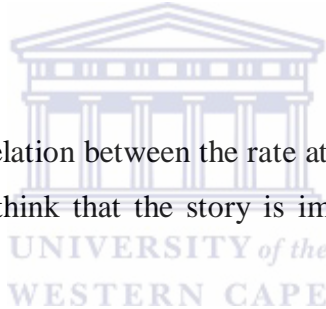 elation between the rate at
think that the story is im
UNIVERSITY of the
WESTERN CAPE